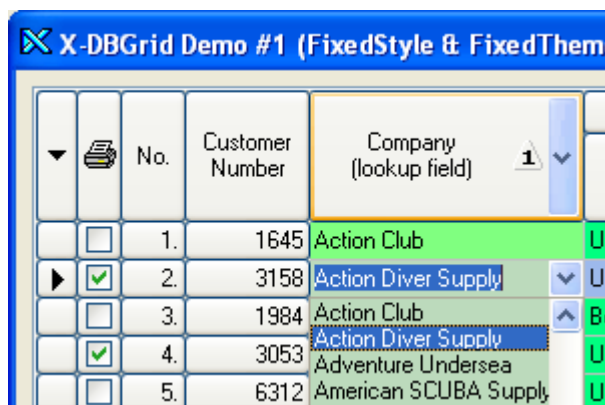 X-DBGrid Demo #1 (FixedStyle & FixedThem
No.
Customer
Number
Company
(lookup field)
1
1. 1645 Action Club U
2. 3158 Action Diver Supply U
3. 1984 Action Club B
Action Diver Supply
4. 3053 Adventure Undersea U
5. 6312 American SCUBA Supply U